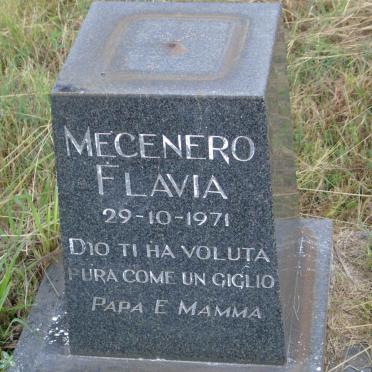 MECENERO
FLAVIA
29-10-1971
DIO TI HA VOLUTA
PURA COME UN GIGLIO
PAPA E MAMMA